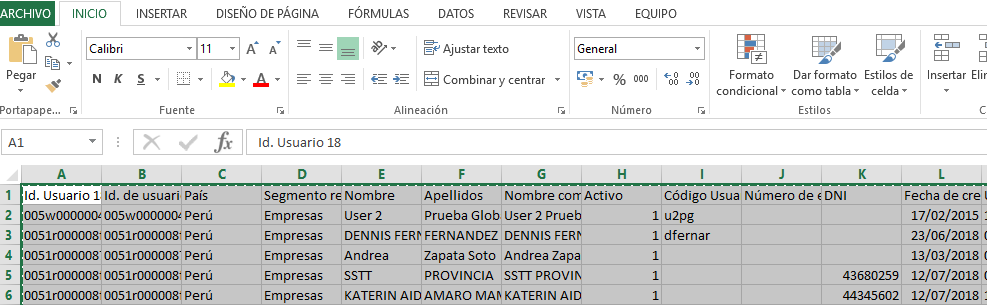 ARCHIVO INICIO INSERTAR DISEÑO DE PÁGINA FÓRMULAS DATOS REVISAR VISTA EQUIPO
Calibri 11 Ajustar texto General
Pegar N K S Combinar y centrar % 000 Formato condicional Dar formato como tabla Estilos de celda Insertar
Portapape... Fuente Alineación Número Estilos
A1 Id. Usuario 18
A B C D E F G H I J K L
1 Id. Usuario 1 Id. de usuari País Segmento re Nombre Apellidos Nombre com Activo Código Usua Número de e DNI Fecha de cre
2 005w0000004 005w0000004 Perú Empresas User 2 Prueba Glob User 2 Prueb 1 u2pg 17/02/2015
3 0051r000008 0051r000008 Perú Empresas DENNIS FERN FERNANDEZ DENNIS FER 1 dfernar 23/06/2018
4 0051r000008 0051r000008 Perú Empresas Andrea Zapata Soto Andrea Zapa 1 13/03/2018
5 0051r000008 0051r000008 Perú Empresas SSTT PROVINCIA SSTT PROVIN 1 43680259 12/07/2018
6 0051r000008 0051r000008 Perú Empresas KATERIN AID AMARO MA KATERIN AID 1 44345602 12/07/2018